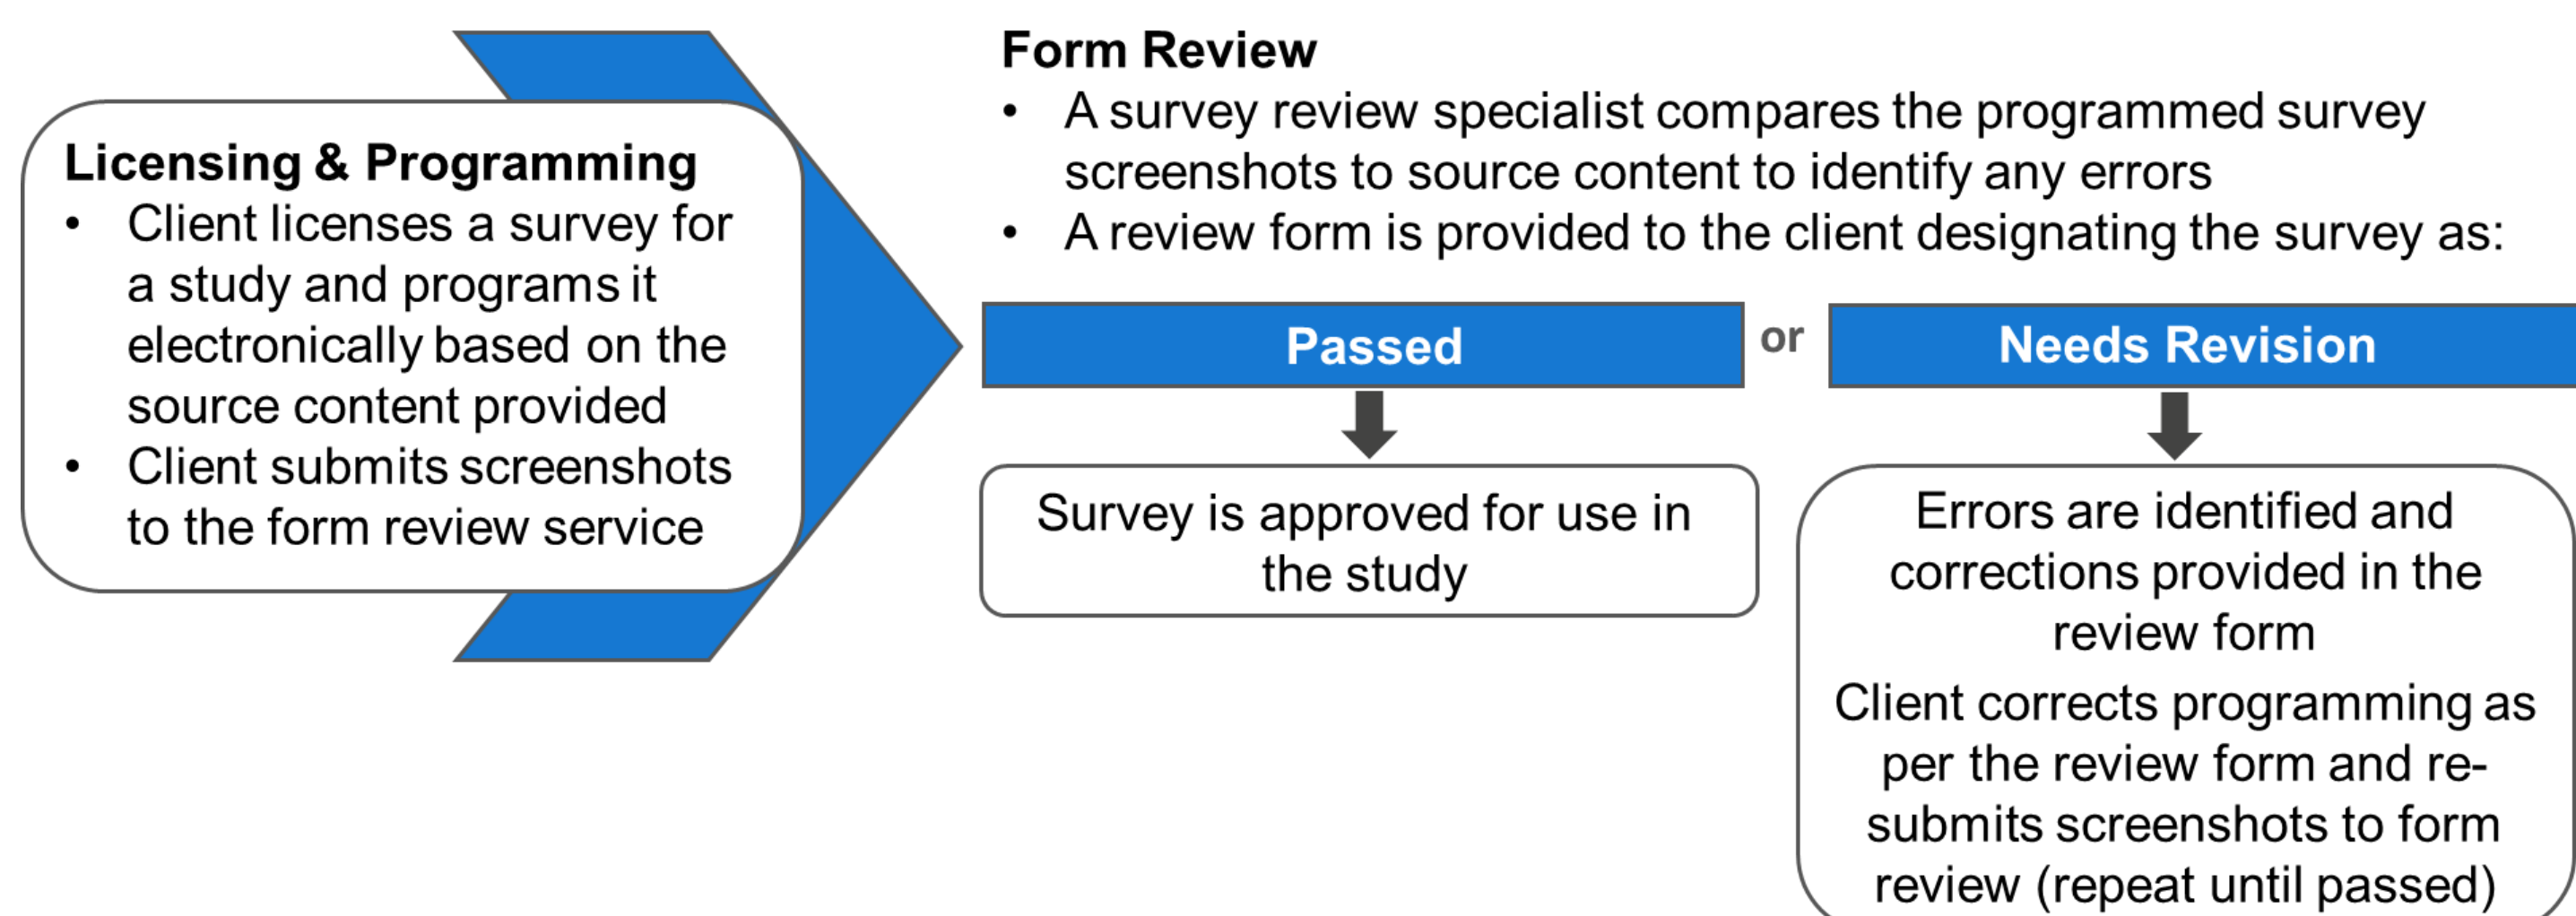 Licensing & Programming
• Client licenses a survey for
a study and programs it
electronically based on the
source content provided
• Client submits screenshots
to the form review service
Form Review
• A survey review specialist compares the programmed survey
screenshots to source content to identify any errors
• A review form is provided to the client designating the survey as:
Passed
or
Needs Revision
Survey is approved for use in
the study
Errors are identified and
corrections provided in the
review form
Client corrects programming as
per the review form and re-
submits screenshots to form
review (repeat until passed)